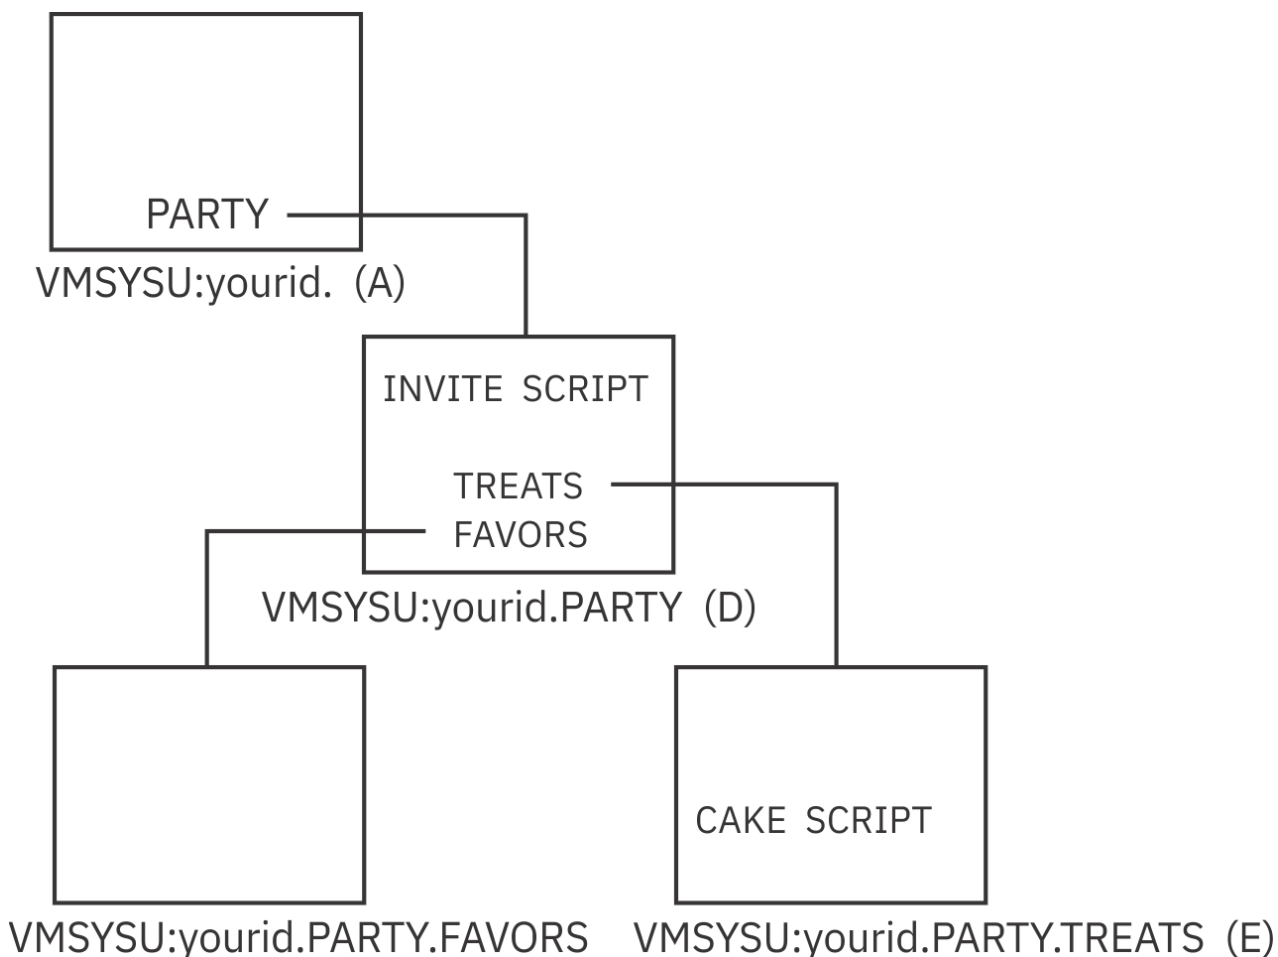 PARTY
VMSYSU:yourid. (A)
INVITE SCRIPT
TREATS
FAVORS
VMSYSU:yourid.PARTY (D)
CAKE SCRIPT
VMSYSU:yourid.PARTY.FAVORS
VMSYSU:yourid.PARTY.TREATS (E)